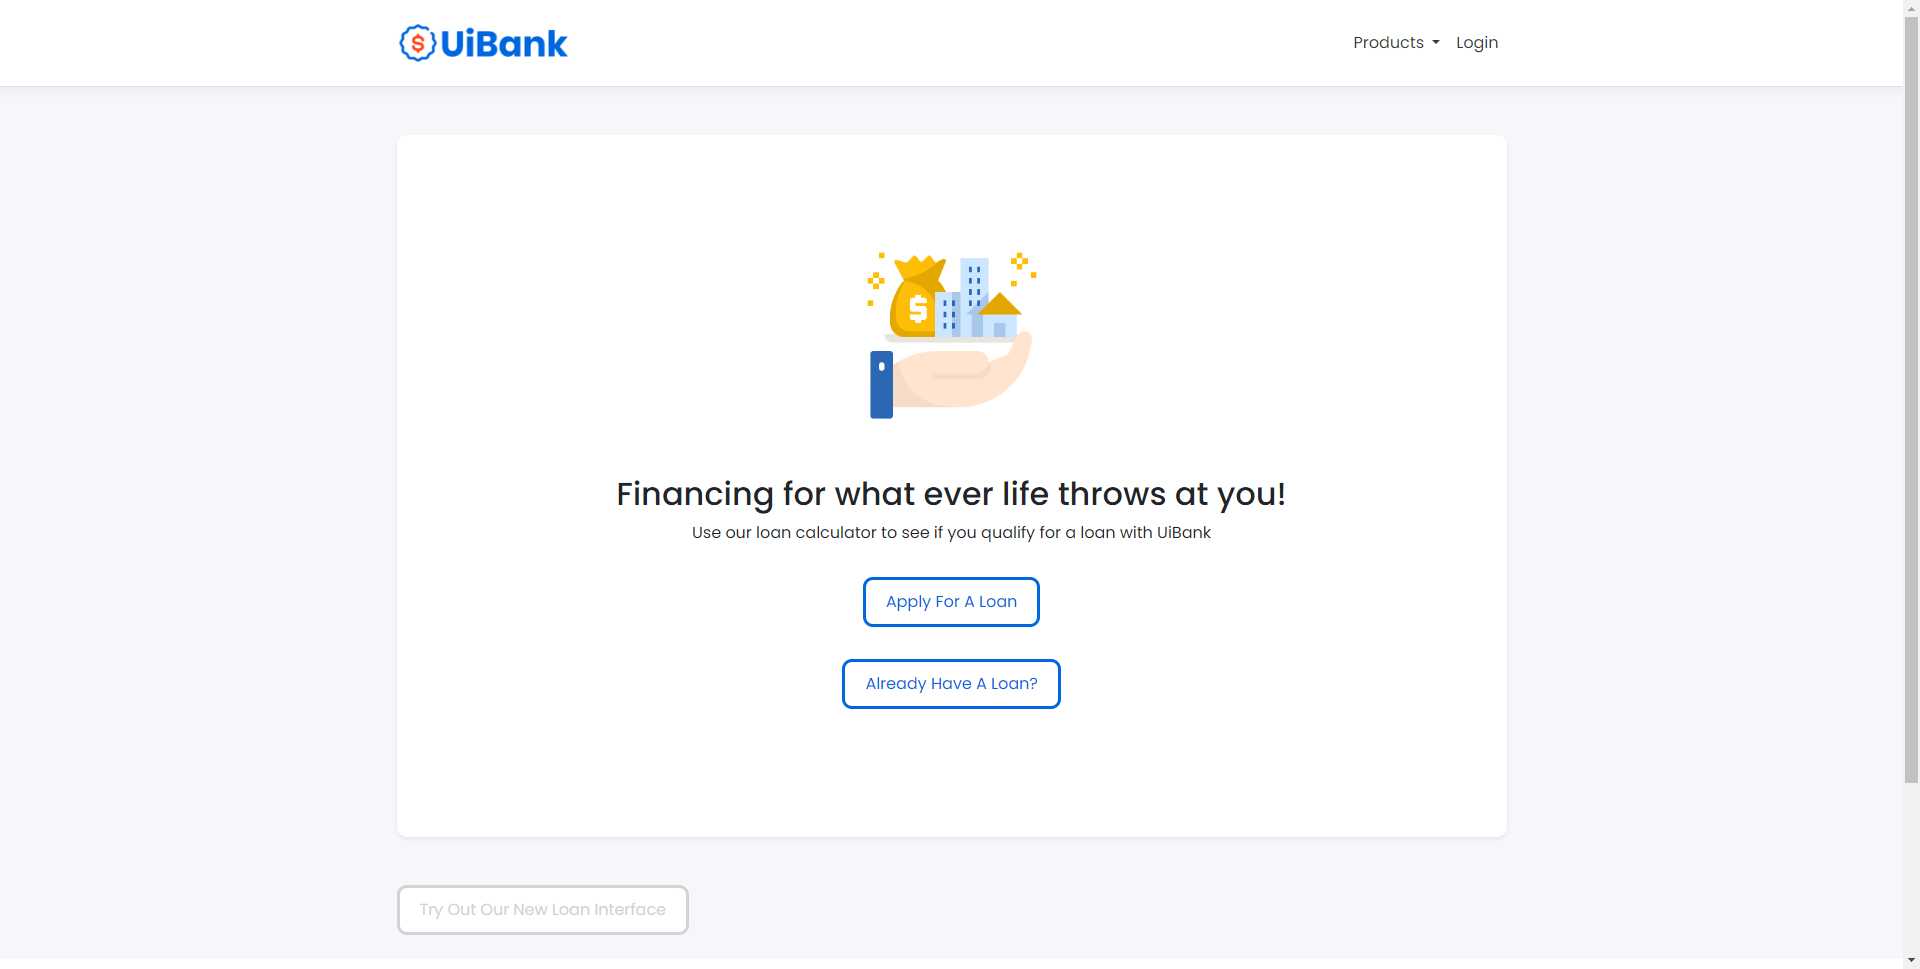 UiBank
Products Login
Financing for what ever life throws at you!
Use our loan calculator to see if you qualify for a loan with UiBank
Apply For A Loan
Already Have A Loan?
Try Out Our New Loan Interface